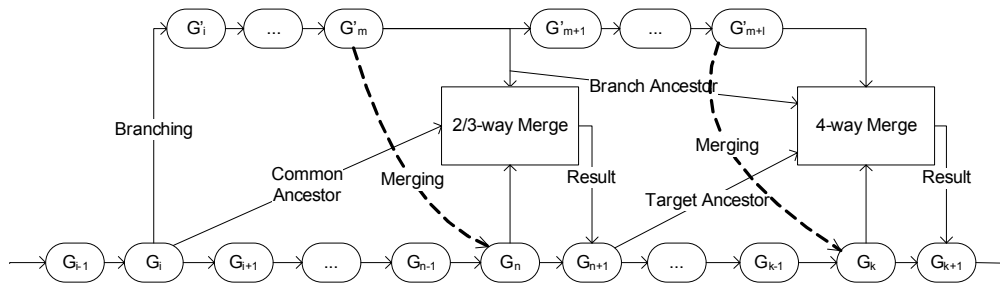 G'i
...
G'm
G'm+1
...
G'm+l
Branch Ancestor
Branching
2/3-way Merge
4-way Merge
Common
Ancestor
Merging
Result
Merging
Target Ancestor
Result
Gi-1
Gi
Gi+1
...
Gn-1
Gn
Gn+1
...
Gk-1
Gk
Gk+1